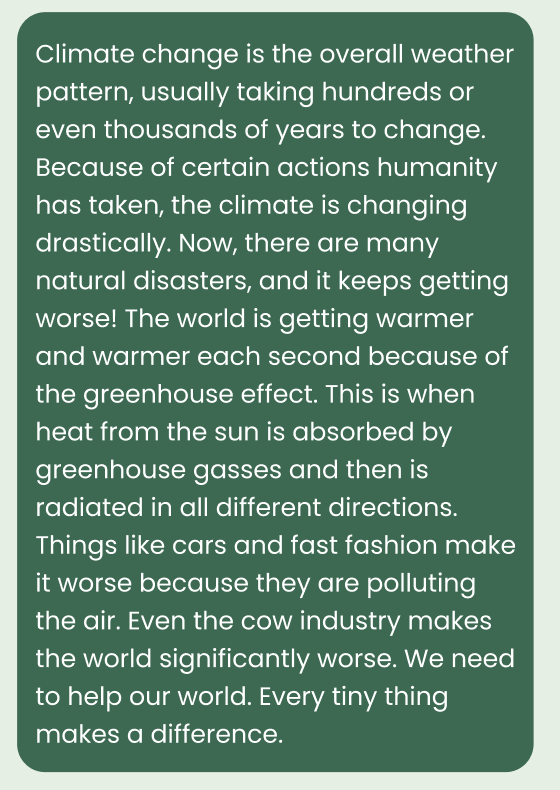 Climate change is the overall weather
pattern, usually taking hundreds or
even thousands of years to change.
Because of certain actions humanity
has taken, the climate is changing
drastically. Now, there are many
natural disasters, and it keeps getting
worse! The world is getting warmer
and warmer each second because of
the greenhouse effect. This is when
heat from the sun is absorbed by
greenhouse gasses and then is
radiated in all different directions.
Things like cars and fast fashion make
it worse because they are polluting
the air. Even the cow industry makes
the world significantly worse. We need
to help our world. Every tiny thing
makes a difference.